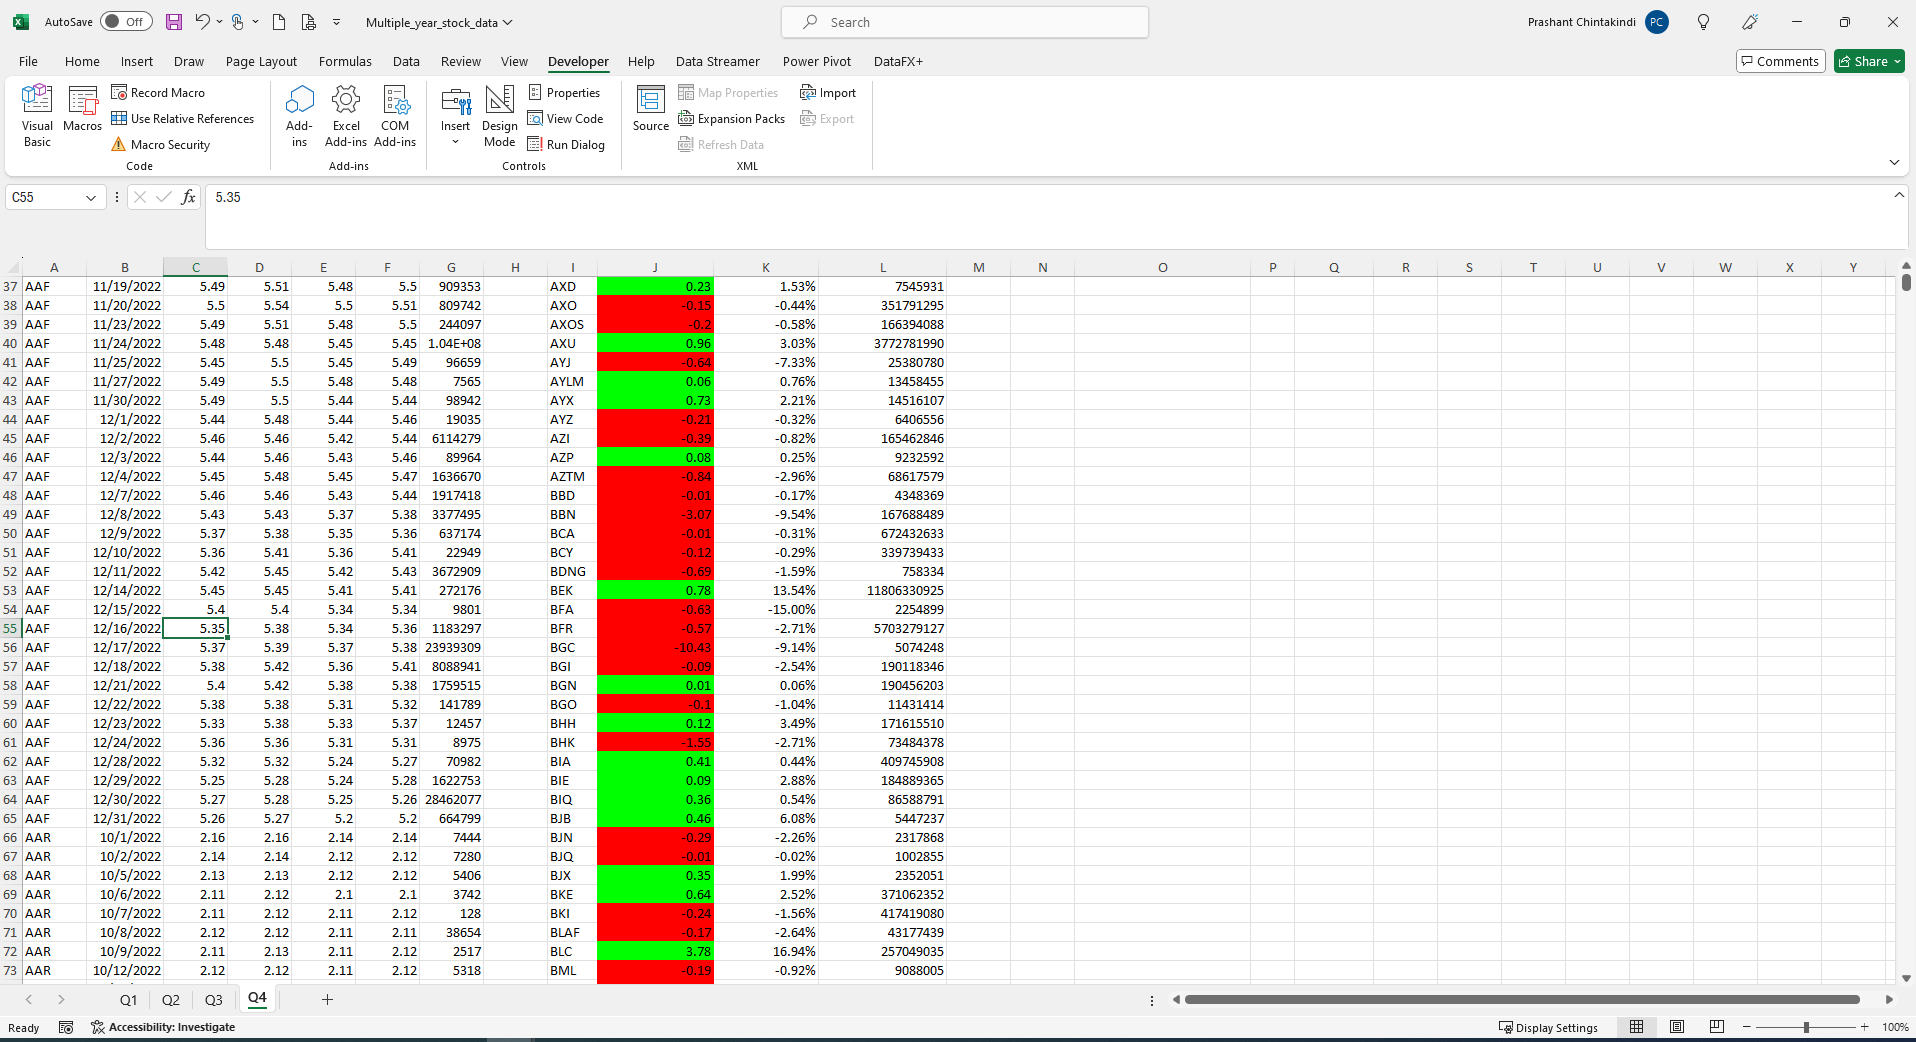 AutoSave Off Multiple_year_stock_data Search Prashant Chintakindi PC
File Home Insert Draw Page Layout Formulas Data Review View Developer Help Data Streamer Power Pivot DataFX+ Comments Share
Visual Basic Macros Record Macro Use Relative References Macro Security Code
Add-ins Excel Add-ins COM Add-ins Add-ins
Insert Design Mode Properties View Code Run Dialog Controls
Source Map Properties Expansion Packs Refresh Data Import Export XML
C55 fx 5.35
A B C D E F G H I J K L M N O P Q R S T U V W X Y
37 AAF 11/19/2022 5.49 5.51 5.48 5.5 909353 AXD 0.23 1.53% 7545931
38 AAF 11/20/2022 5.5 5.54 5.5 5.51 809742 AXO -0.15 -0.44% 351791295
39 AAF 11/23/2022 5.49 5.51 5.48 5.5 244097 AXOS -0.2 -0.58% 166394088
40 AAF 11/24/2022 5.48 5.48 5.45 5.45 1.04E+08 AXU 0.96 3.03% 3772781990
41 AAF 11/25/2022 5.45 5.5 5.45 5.49 96659 AYJ -0.64 -7.33% 25380780
42 AAF 11/27/2022 5.49 5.5 5.48 5.48 7565 AYLM 0.06 0.76% 13458455
43 AAF 11/30/2022 5.49 5.5 5.44 5.44 98942 AYX 0.73 2.21% 14516107
44 AAF 12/1/2022 5.44 5.48 5.44 5.46 19035 AYZ -0.21 -0.32% 6406556
45 AAF 12/2/2022 5.46 5.46 5.42 5.44 6114279 AZI -0.39 -0.82% 165462846
46 AAF 12/3/2022 5.44 5.46 5.43 5.46 89964 AZP 0.08 0.25% 9232592
47 AAF 12/4/2022 5.45 5.48 5.45 5.47 1636670 AZTM -0.84 -2.96% 68617579
48 AAF 12/7/2022 5.46 5.46 5.43 5.44 1917418 BBD -0.01 -0.17% 4348369
49 AAF 12/8/2022 5.43 5.43 5.37 5.38 3377495 BBN -3.07 -9.54% 167688489
50 AAF 12/9/2022 5.37 5.38 5.35 5.36 637174 BCA -0.01 -0.31% 672432633
51 AAF 12/10/2022 5.36 5.41 5.36 5.41 22949 BCY -0.12 -0.29% 339739433
52 AAF 12/11/2022 5.42 5.45 5.42 5.43 3672909 BDNG -0.69 -1.59% 758334
53 AAF 12/14/2022 5.45 5.45 5.41 5.41 272176 BEK 0.78 13.54% 11806330925
54 AAF 12/15/2022 5.4 5.4 5.34 5.34 9801 BFA -0.63 -15.00% 2254899
55 AAF 12/16/2022 5.35 5.38 5.34 5.36 1183297 BFR -0.57 -2.71% 5703279127
56 AAF 12/17/2022 5.37 5.39 5.37 5.38 23939309 BGC -10.43 -9.14% 5074248
57 AAF 12/18/2022 5.38 5.42 5.36 5.41 8088941 BGI -0.09 -2.54% 190118346
58 AAF 12/21/2022 5.4 5.42 5.38 5.38 1759515 BGN 0.01 0.06% 190456203
59 AAF 12/22/2022 5.38 5.38 5.31 5.32 141789 BGO -0.1 -1.04% 11431414
60 AAF 12/23/2022 5.33 5.38 5.33 5.37 12457 BHH 0.12 3.49% 171615510
61 AAF 12/24/2022 5.36 5.36 5.31 5.31 8975 BHK -1.55 -2.71% 73484378
62 AAF 12/28/2022 5.32 5.32 5.24 5.27 70982 BIA 0.41 0.44% 409745908
63 AAF 12/29/2022 5.25 5.28 5.24 5.28 1622753 BIE 0.09 2.88% 184889365
64 AAF 12/30/2022 5.27 5.28 5.25 5.26 28462077 BIQ 0.36 0.54% 86588791
65 AAF 12/31/2022 5.26 5.27 5.2 5.2 664799 BJB 0.46 6.08% 5447237
66 AAR 10/1/2022 2.16 2.16 2.14 2.14 7444 BJN -0.29 -2.26% 2317868
67 AAR 10/2/2022 2.14 2.14 2.12 2.12 7280 BJQ -0.01 -0.02% 1002855
68 AAR 10/5/2022 2.13 2.13 2.12 2.12 5406 BJX 0.35 1.99% 2352051
69 AAR 10/6/2022 2.11 2.12 2.1 2.1 3742 BKE 0.64 2.52% 371062352
70 AAR 10/7/2022 2.11 2.12 2.11 2.12 128 BKI -0.24 -1.56% 417419080
71 AAR 10/8/2022 2.12 2.12 2.11 2.11 38654 BLAF -0.17 -2.64% 43177439
72 AAR 10/9/2022 2.11 2.13 2.11 2.12 2517 BLC 3.78 16.94% 257049035
73 AAR 10/12/2022 2.12 2.12 2.11 2.12 5318 BML -0.19 -0.92% 9088005
Q1 Q2 Q3 Q4
Ready Accessibility: Investigate Display Settings 100%